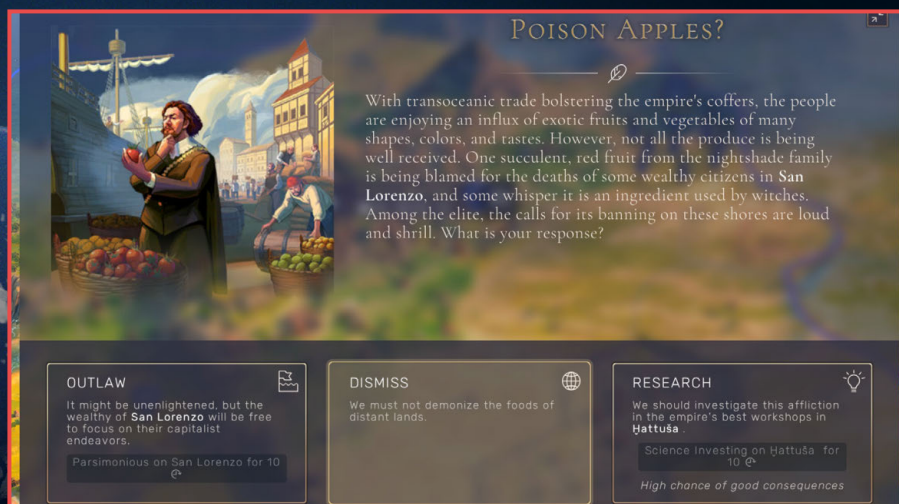 POISON APPLES?
With transoceanic trade bolstering the empire's coffers, the people
are enjoying an influx of exotic fruits and vegetables of many
shapes, colors, and tastes. However, not all the produce is being
well received. One succulent, red fruit from the nightshade family
is being blamed for the deaths of some wealthy citizens in San
Lorenzo, and some whisper it is an ingredient used by witches.
Among the elite, the calls for its banning on these shores are loud
and shrill. What is your response?
OUTLAW
It might be unenlightened, but the
wealthy of San Lorenzo will be free
to focus on their capitalist
endeavors.
Parsimonious on San Lorenzo for 10
DISMISS
We must not demonize the foods of
distant lands.
RESEARCH
We should investigate this affliction
in the empire's best workshops in
Ḫattuša .
Science Investing on Ḫattuša for
10
High chance of good consequences